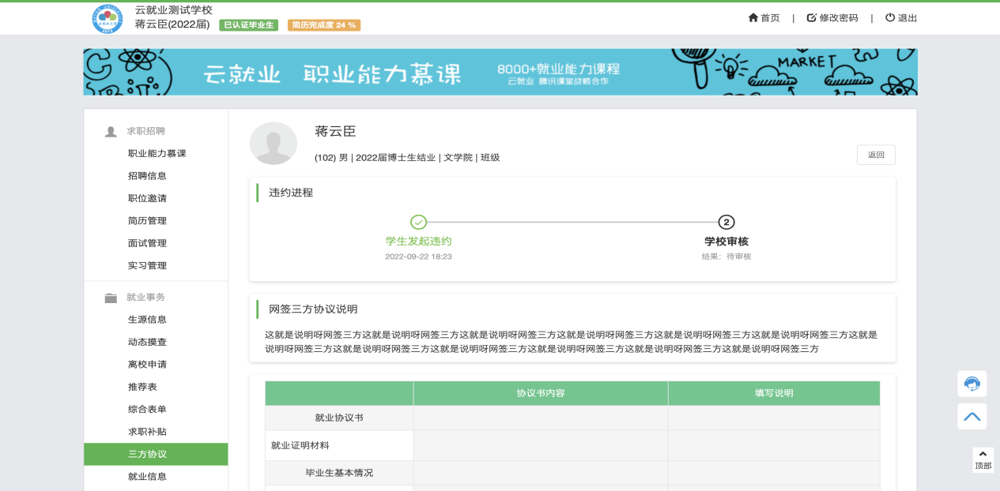 云就业测试学校
蒋云臣(2022届) 已认证毕业生 简历完成度 24 %
首页 | 修改密码 | 退出
云就业 职业能力慕课
8000+就业能力课程
云就业 腾讯课堂战略合作
MARKET
求职招聘
职业能力慕课
招聘信息
职位邀请
简历管理
面试管理
实习管理
就业事务
生源信息
动态摸查
离校申请
推荐表
综合表单
求职补贴
三方协议
就业信息
蒋云臣
(102) 男 | 2022届博士生结业 | 文学院 | 班级
返回
违约进程
学生发起违约
2022-09-22 18:23
2
学校审核
结果：待审核
网签三方协议说明
这就是说明呀网签三方这就是说明呀网签三方这就是说明呀网签三方这就是说明呀网签三方这就是说明呀网签三方这就是说明呀网签三方这就是
说明呀网签三方这就是说明呀网签三方这就是说明呀网签三方这就是说明呀网签三方这就是说明呀网签三方这就是说明呀网签三方
协议书内容 填写说明
就业协议书
就业证明材料
毕业生基本情况
顶部